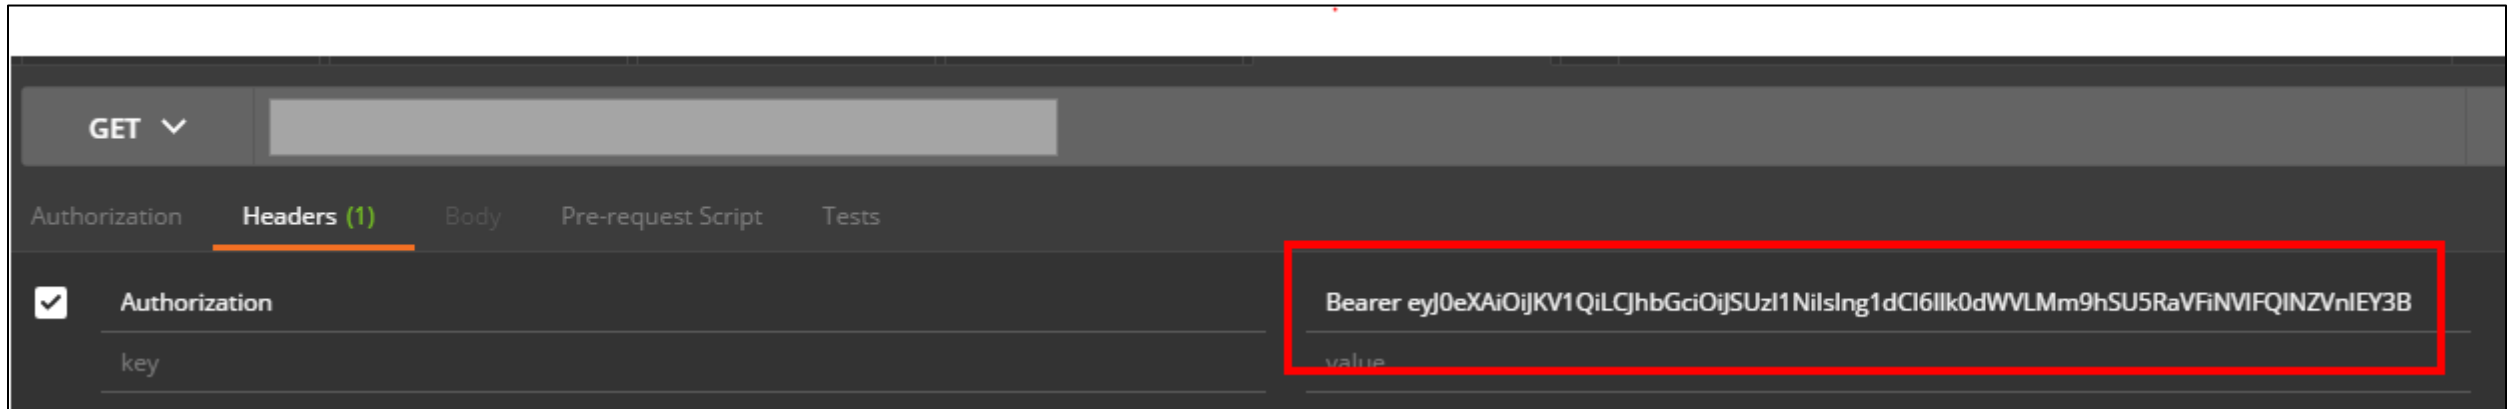 GET
Authorization Headers (1) Body Pre-request Script Tests
Authorization Bearer eyJ0eXAiOiJKV1QiLCJhbGciOiJSUzI1NiIsIng1dCI6Ilk0dWVLMm9hSU5RaVFiNVlFQlNZVnlEY3B
key value